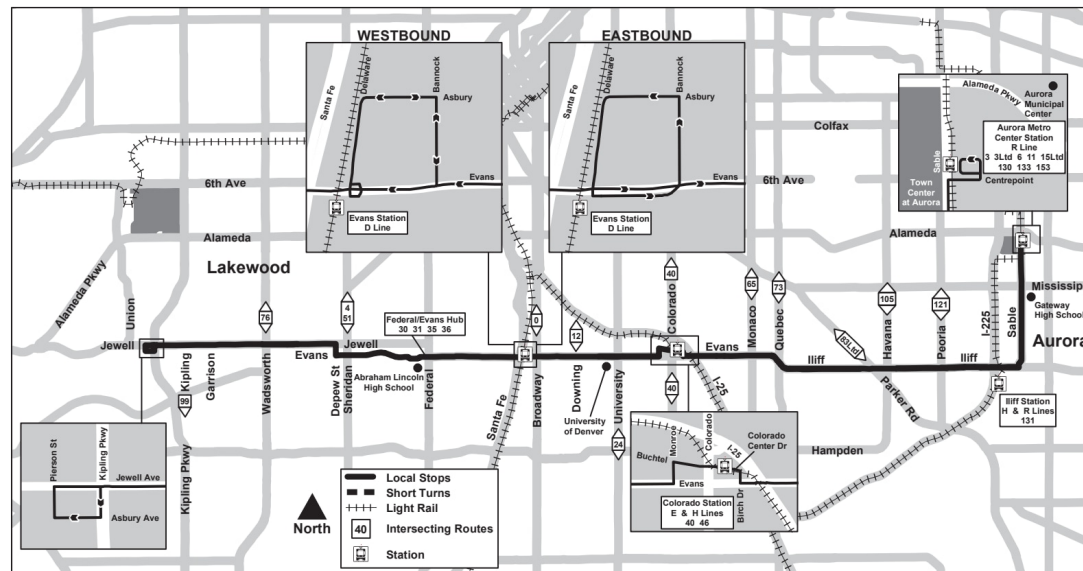 WESTBOUND
Santa Fe
Delaware
Bannock
Asbury
Evans
Evans Station
D Line
EASTBOUND
Santa Fe
Delaware
Bannock
Asbury
Evans
Evans Station
D Line
Alameda Pkwy
Aurora
Municipal
Center
Aurora Metro
Center Station
R Line
3 3Ltd 6 11 15Ltd
130 133 153
Sable
Centrepoint
Town
Center
at Aurora
Colfax
6th Ave
6th Ave
Alameda
Alameda
Lakewood
Alameda Pkwy
Union
76
4
51
Federal/Evans Hub
30 31 35 36
0
12
40
Colorado
65
Monaco
73
Quebec
83Ltd
105
Havana
121
Peoria
I-225
Sable
Mississippi
Gateway
High School
Aurora
Jewell
Jewell
Evans
Evans
Iliff
Iliff
99
Kipling
Garrison
Wadsworth
Depew St
Sheridan
Abraham Lincoln
High School
Federal
Santa Fe
Broadway
Downing
University
of Denver
University
24
40
I-25
Parker Rd
Iliff Station
H & R Lines
131
Hampden
Kipling Pkwy
Pierson St
Kipling Pkwy
Jewell Ave
Asbury Ave
North
Local Stops
Short Turns
Light Rail
40 Intersecting Routes
Station
Monroe
Colorado
I-25
Colorado
Center Dr
Buchtel
Evans
Birch Dr
Colorado Station
E & H Lines
40 46